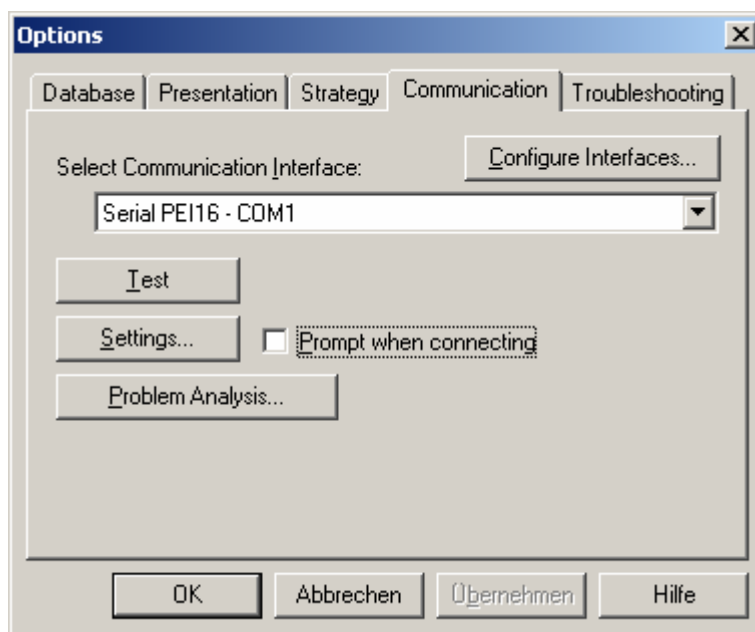 Options
Database Presentation Strategy Communication Troubleshooting
Select Communication Interface: Configure Interfaces...
Serial PEI16 - COM1
Test
Settings... Prompt when connecting
Problem Analysis...
OK Abbrechen Übernehmen Hilfe